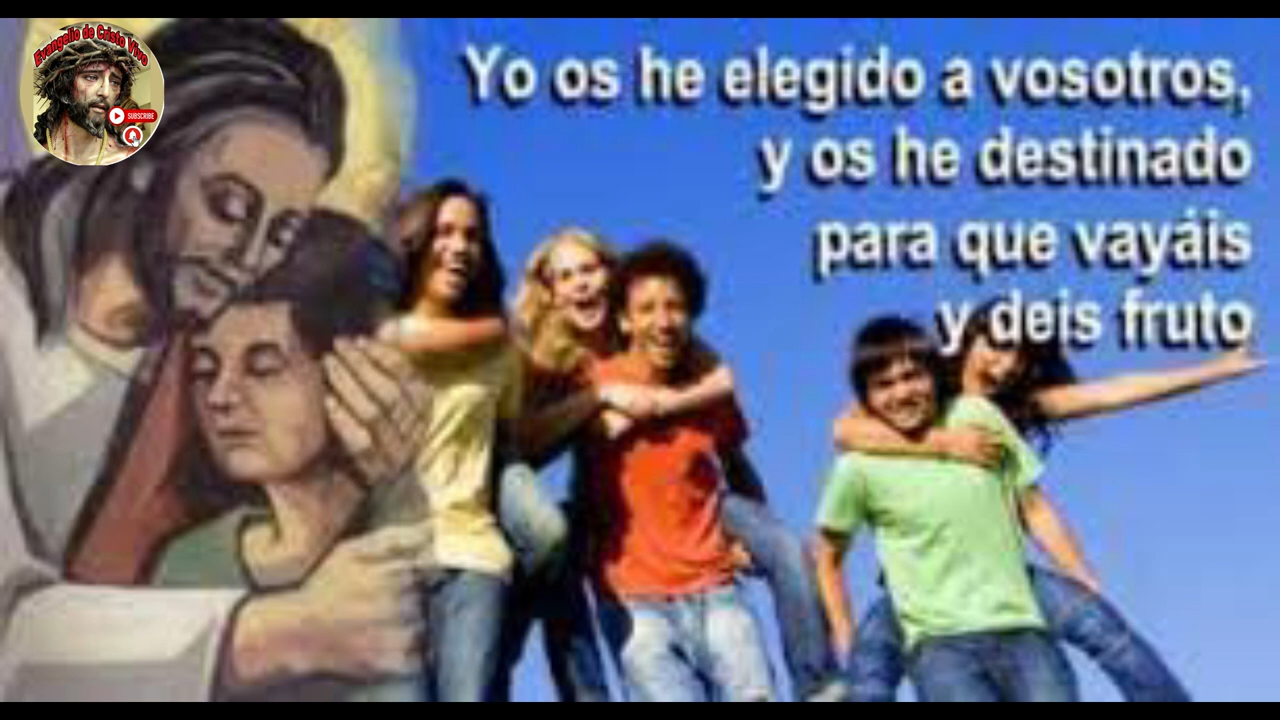 Evangelio de Cristo Vivo
SUBSCRIBE
Yo os he elegido a vosotros,
y os he destinado
para que vayáis
y deis fruto